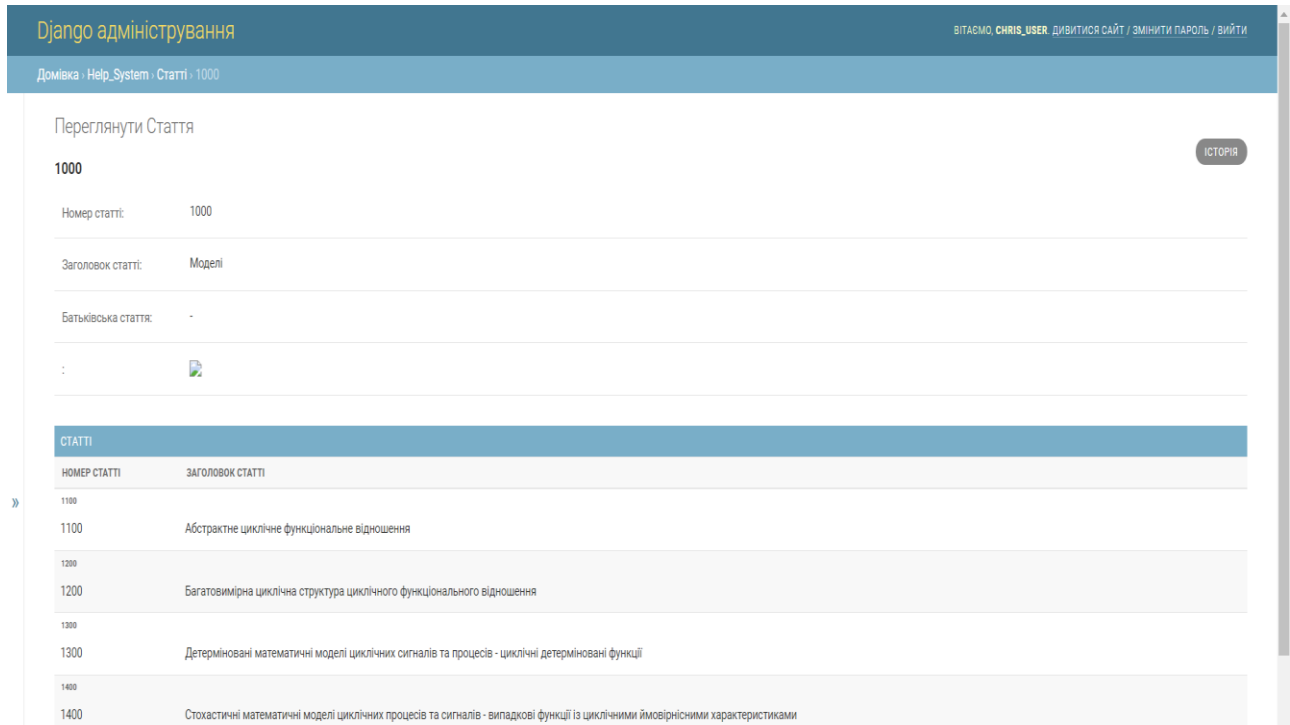 Django адміністрування
ВІТАЄМО, CHRIS_USER. ДИВИТИСЯ САЙТ / ЗМІНИТИ ПАРОЛЬ / ВИЙТИ
Домівка › Help_System › Статті › 1000
Переглянути Стаття
ІСТОРІЯ
1000
Номер статті: 1000
Заголовок статті: Моделі
Батьківська стаття: -
:
СТАТТІ
НОМЕР СТАТТІ ЗАГОЛОВОК СТАТТІ
»
1100
1100 Абстрактне циклічне функціональне відношення
1200
1200 Багатовимірна циклічна структура циклічного функціонального відношення
1300
1300 Детерміновані математичні моделі циклічних сигналів та процесів - циклічні детерміновані функції
1400
1400 Стохастичні математичні моделі циклічних процесів та сигналів - випадкові функції із циклічними ймовірнісними характеристиками